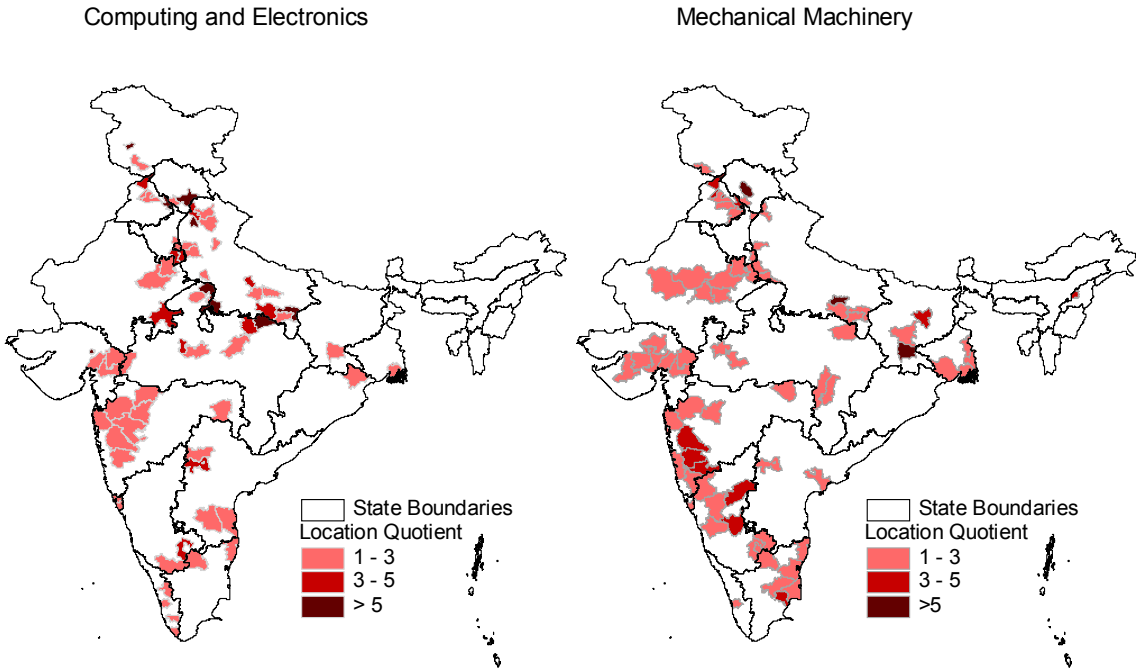 Computing and Electronics
Mechanical Machinery
State Boundaries
Location Quotient
1 - 3
3 - 5
> 5
State Boundaries
Location Quotient
1 - 3
3 - 5
>5